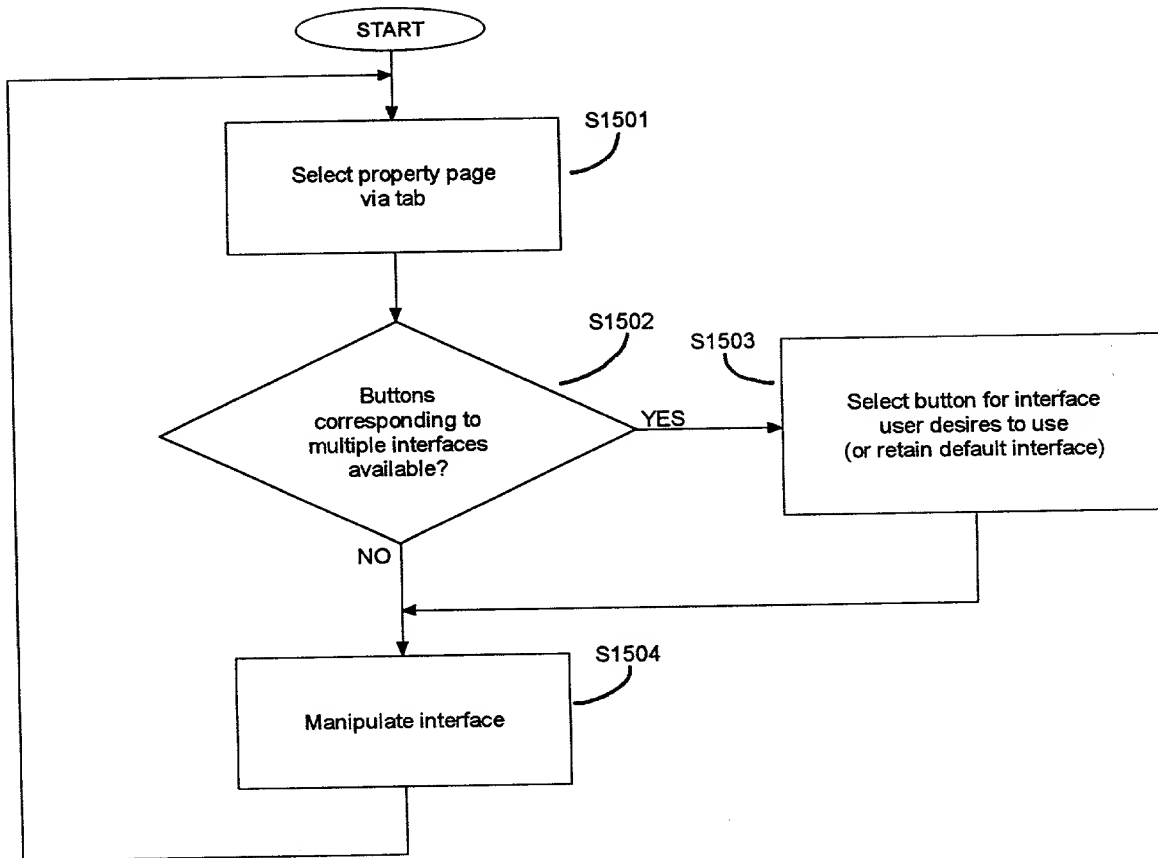 START
S1501
Select property page
via tab
S1502
Buttons
corresponding to
multiple interfaces
available?
YES
S1503
Select button for interface
user desires to use
(or retain default interface)
NO
S1504
Manipulate interface